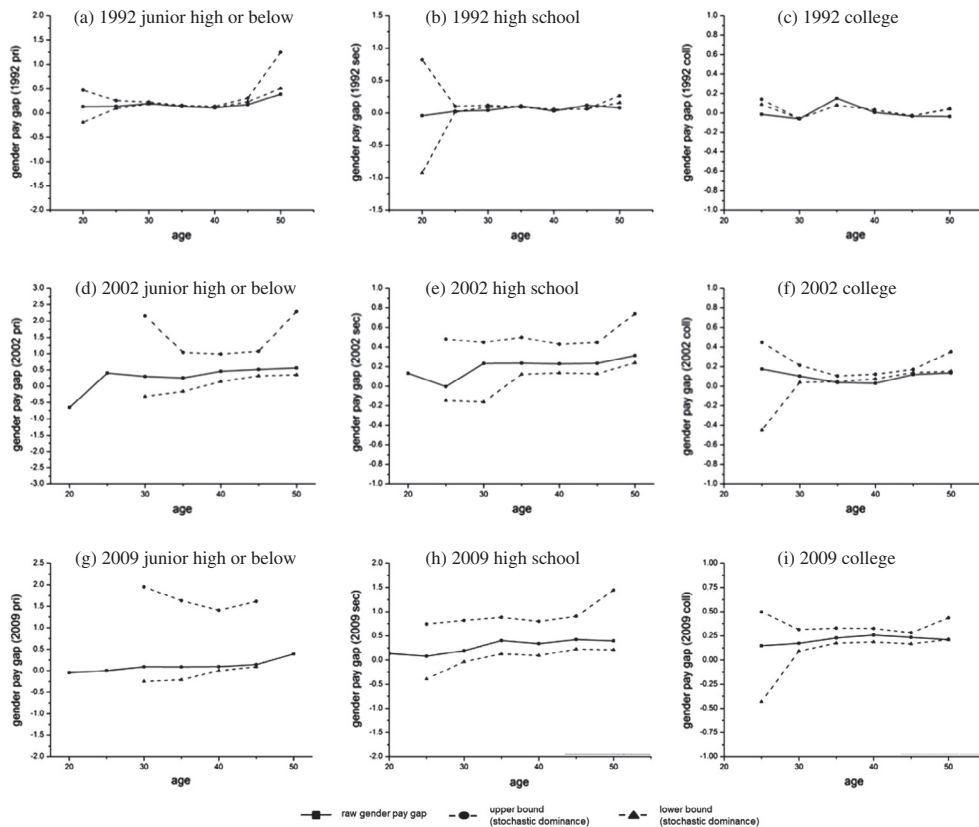 (a) 1992 junior high or below
gender pay gap (1992 pri)
2.0
1.5
1.0
0.5
0.0
0.5
1.0
1.5
2.0
20 30 40 50
age
(b) 1992 high school
gender pay gap (1992 sec)
1.5
1.0
0.5
0.0
0.5
1.0
1.5
20 30 40 50
age
(c) 1992 college
gender pay gap (1992 coll)
1.0
0.8
0.6
0.4
0.2
0.0
0.2
0.4
0.6
0.8
1.0
20 30 40 50
age
(d) 2002 junior high or below
gender pay gap (2002 pri)
3.0
2.5
2.0
1.5
1.0
0.5
0.0
0.5
1.0
1.5
2.0
2.5
3.0
20 30 40 50
age
(e) 2002 high school
gender pay gap (2002 sec)
1.0
0.8
0.6
0.4
0.2
0.0
0.2
0.4
0.6
0.8
1.0
20 30 40 50
age
(f) 2002 college
gender pay gap (2002 coll)
1.0
0.8
0.6
0.4
0.2
0.0
0.2
0.4
0.6
0.8
1.0
20 30 40 50
age
(g) 2009 junior high or below
gender pay gap (2009 pri)
2.5
2.0
1.5
1.0
0.5
0.0
0.5
1.0
1.5
2.0
20 30 40 50
age
(h) 2009 high school
gender pay gap (2009 sec)
2.0
1.5
1.0
0.5
0.0
0.5
1.0
1.5
2.0
20 30 40 50
age
(i) 2009 college
gender pay gap (2009 coll)
1.00
0.75
0.50
0.25
0.00
0.25
0.50
0.75
1.00
20 30 40 50
age
raw gender pay gap
upper bound
(stochastic dominance)
lower bound
(stochastic dominance)